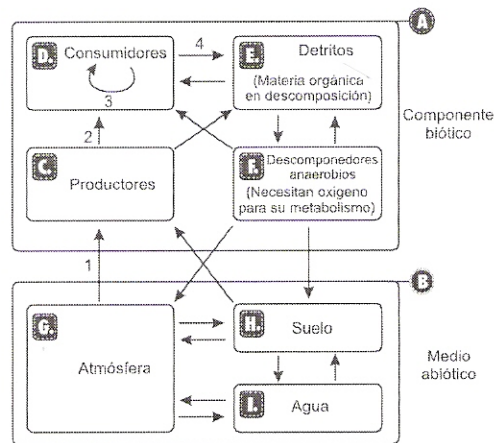 A
D. Consumidores
3
4
E. Detritos
(Materia orgánica
en descomposición)
Componente
biótico
2
C. Productores
F. Descomponedores
anaerobios
(Necesitan oxigeno
para su metabolismo)
1
B
G. Atmósfera
H. Suelo
Medio
abiótico
I. Agua